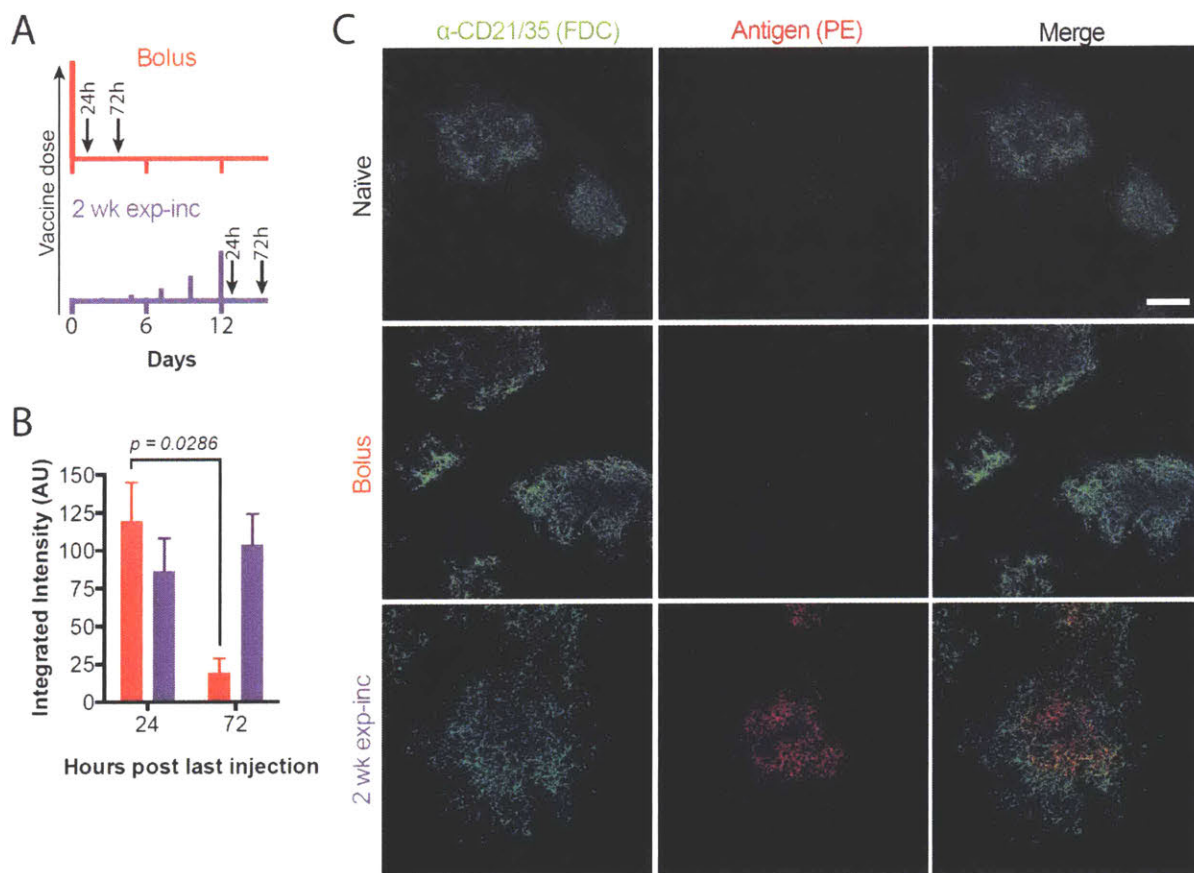 A
Bolus
Vaccine dose
24h
72h
2 wk exp-inc
24h
72h
0 6 12
Days
B
p = 0.0286
Integrated Intensity (AU)
150
125
100
75
50
25
0
24 72
Hours post last injection
C
α-CD21/35 (FDC) Antigen (PE) Merge
Naïve
Bolus
2 wk exp-inc